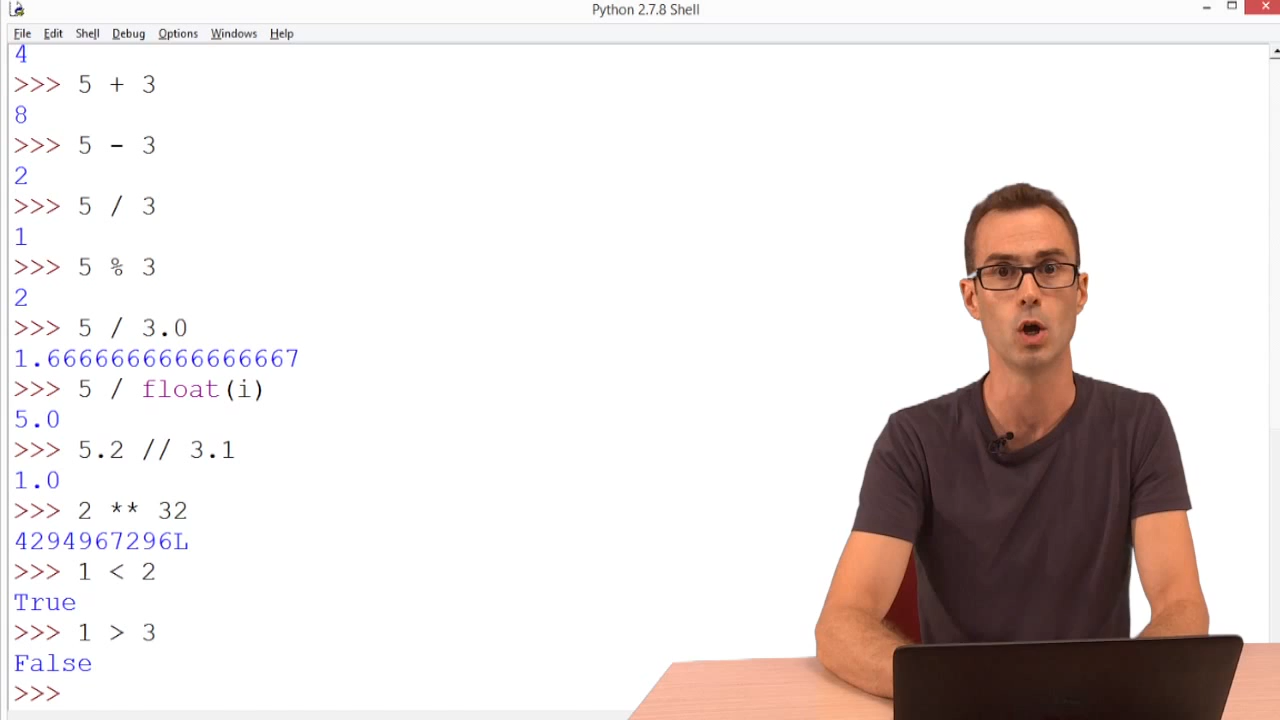 Python 2.7.8 Shell
File Edit Shell Debug Options Windows Help
4
>>> 5 + 3
8
>>> 5 - 3
2
>>> 5 / 3
1
>>> 5 % 3
2
>>> 5 / 3.0
1.6666666666666667
>>> 5 / float(i)
5.0
>>> 5.2 // 3.1
1.0
>>> 2 ** 32
4294967296L
>>> 1 < 2
True
>>> 1 > 3
False
>>>